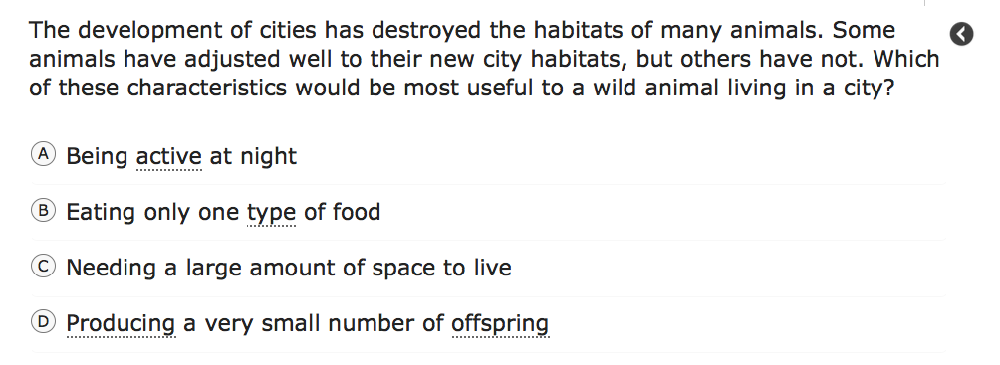 The development of cities has destroyed the habitats of many animals. Some
animals have adjusted well to their new city habitats, but others have not. Which
of these characteristics would be most useful to a wild animal living in a city?
A Being active at night
B Eating only one type of food
C Needing a large amount of space to live
D Producing a very small number of offspring